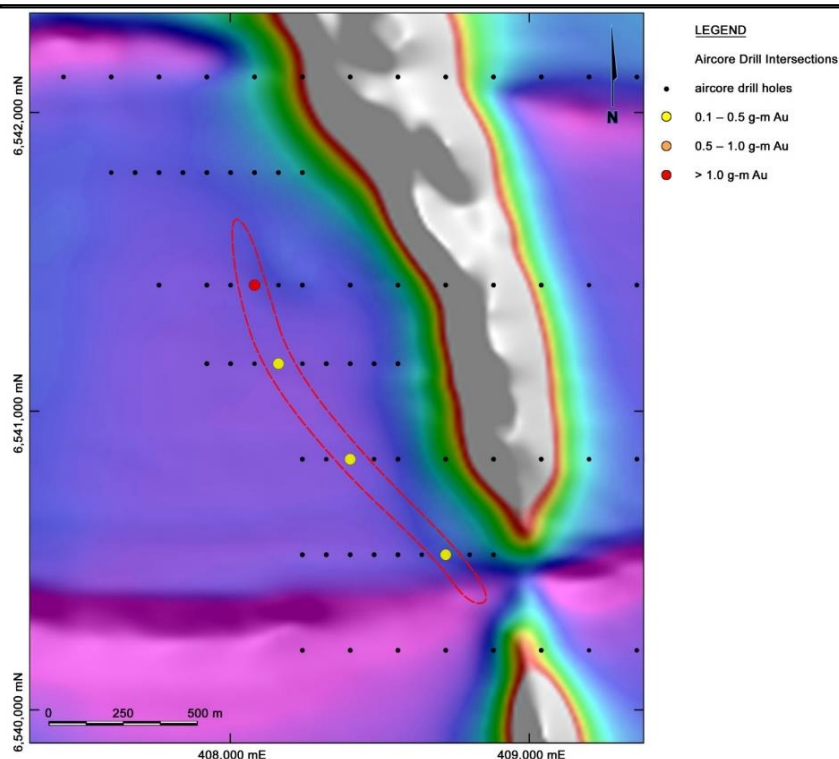 LEGEND
Aircore Drill Intersections
aircore drill holes
0.1 – 0.5 g-m Au
0.5 – 1.0 g-m Au
> 1.0 g-m Au
N
6,542,000 mN
6,541,000 mN
6,540,000 mN
0 250 500 m
408,000 mE 409,000 mE